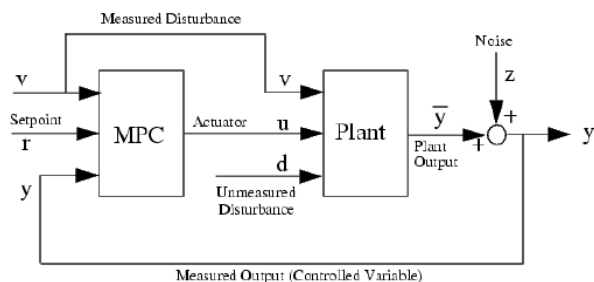 Measured Disturbance
Noise
v
v
z
Setpoint
r
MPC
Actuator
u
Plant
y
+
+
y
Plant
Output
y
d
Unmeasured
Disturbance
Measured Output (Controlled Variable)